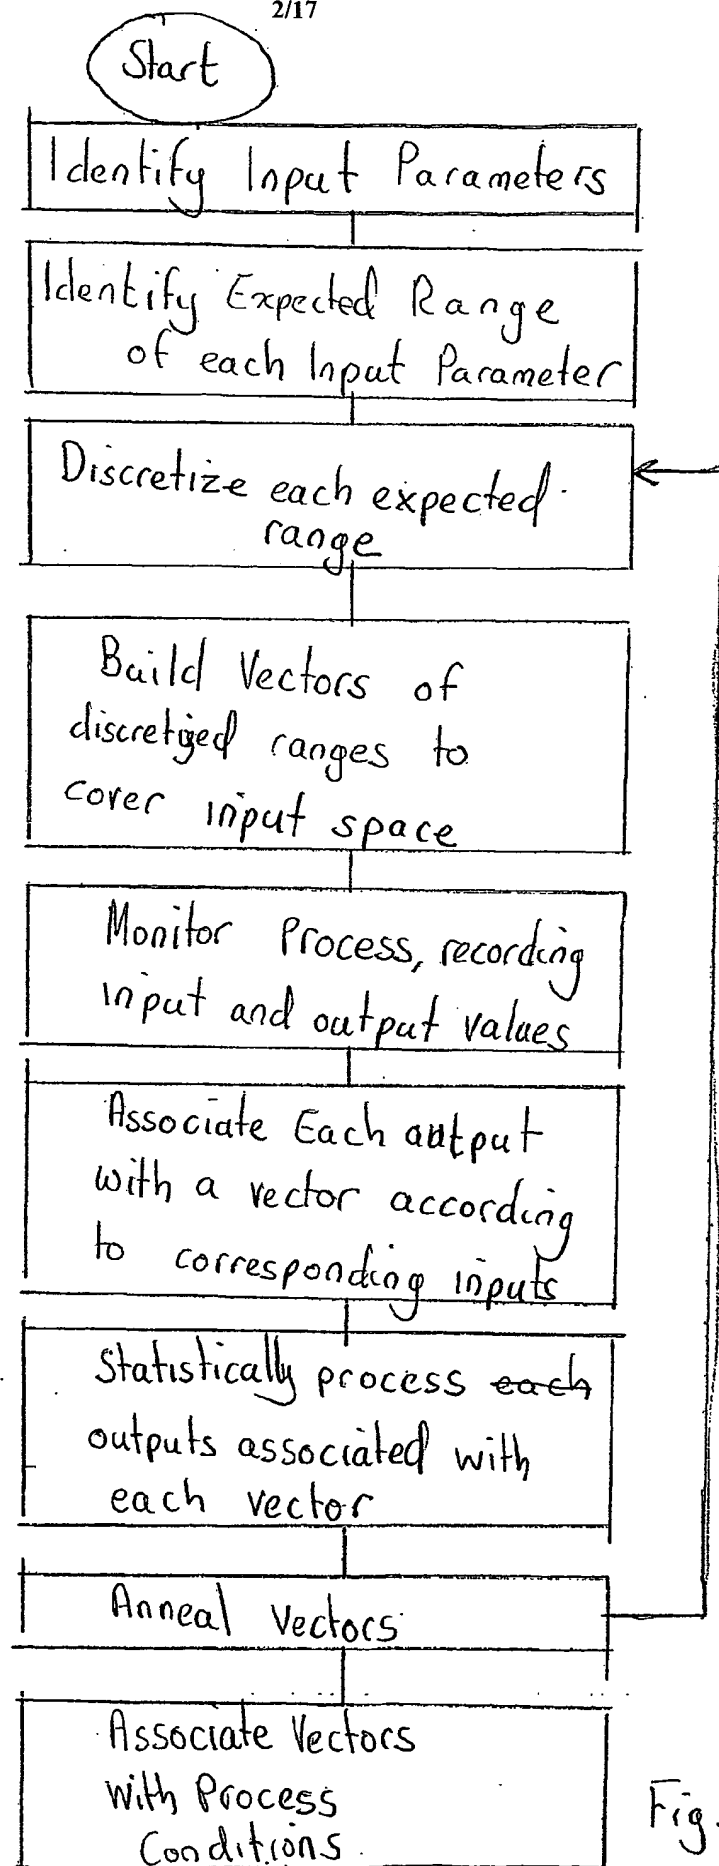 2/17
Start
Identify Input Parameters
Identify Expected Range
of each Input Parameter
Discretize each expected
range
Build Vectors of
discretized ranges to
cover input space
Monitor Process, recording
input and output values
Associate Each output
with a vector according
to corresponding inputs
Statistically process each
outputs associated with
each vector
Anneal Vectors
Associate Vectors
with Process
Conditions
Fig.